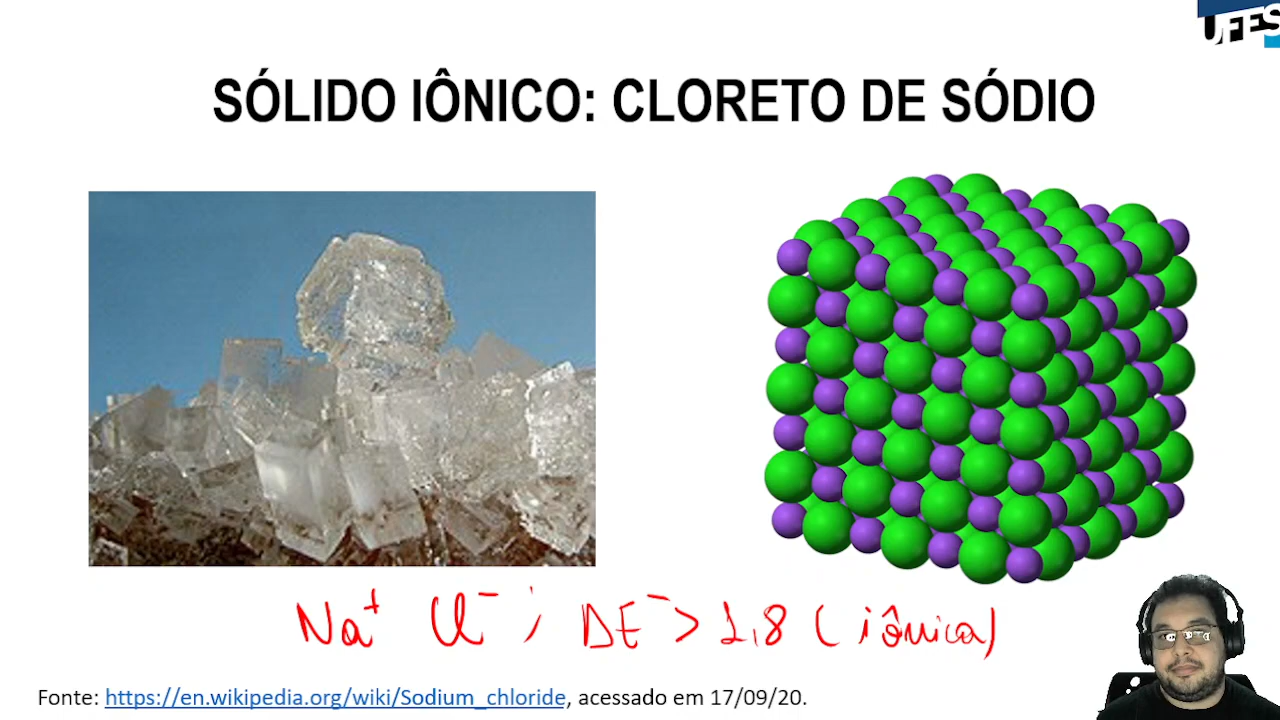 UFES
SÓLIDO IÔNICO: CLORETO DE SÓDIO
Na⁺ Cl⁻ ; ΔE⁻ > 1,8 (iônica)
Fonte: https://en.wikipedia.org/wiki/Sodium_chloride, acessado em 17/09/20.